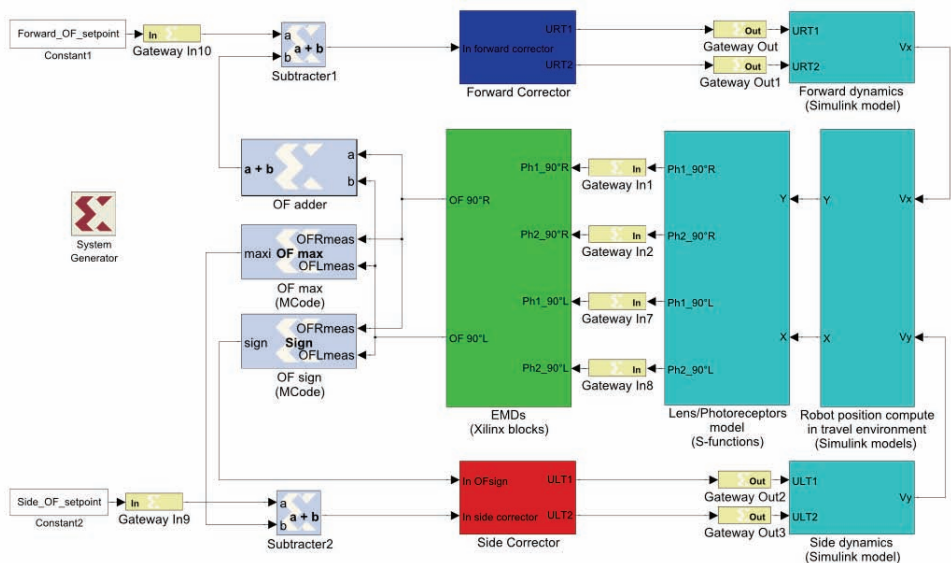 Forward_OF_setpoint
Constant1
In
Gateway In10
a
b
a + b
Subtracter1
In forward corrector
URT1
URT2
Forward Corrector
Out
Gateway Out
Out
Gateway Out1
URT1
URT2
Vx
Forward dynamics
(Simulink model)
System
Generator
a + b
a
b
OF adder
maxi
OF max
OFRmeas
OFLmeas
OF max
(MCode)
sign
Sign
OFRmeas
OFLmeas
OF sign
(MCode)
OF 90°R
OF 90°L
Ph1_90°R
Ph2_90°R
Ph1_90°L
Ph2_90°L
EMDs
(Xilinx blocks)
In
Gateway In1
In
Gateway In2
In
Gateway In7
In
Gateway In8
Ph1_90°R
Ph2_90°R
Ph1_90°L
Ph2_90°L
Y
X
Lens/Photoreceptors
model
(S-functions)
Y
X
Vx
Vy
Robot position compute
in travel environment
(Simulink models)
Side_OF_setpoint
Constant2
In
Gateway In9
a
b
a + b
Subtracter2
In OFsign
In side corrector
ULT1
ULT2
Side Corrector
Out
Gateway Out2
Out
Gateway Out3
ULT1
ULT2
Vy
Side dynamics
(Simulink model)